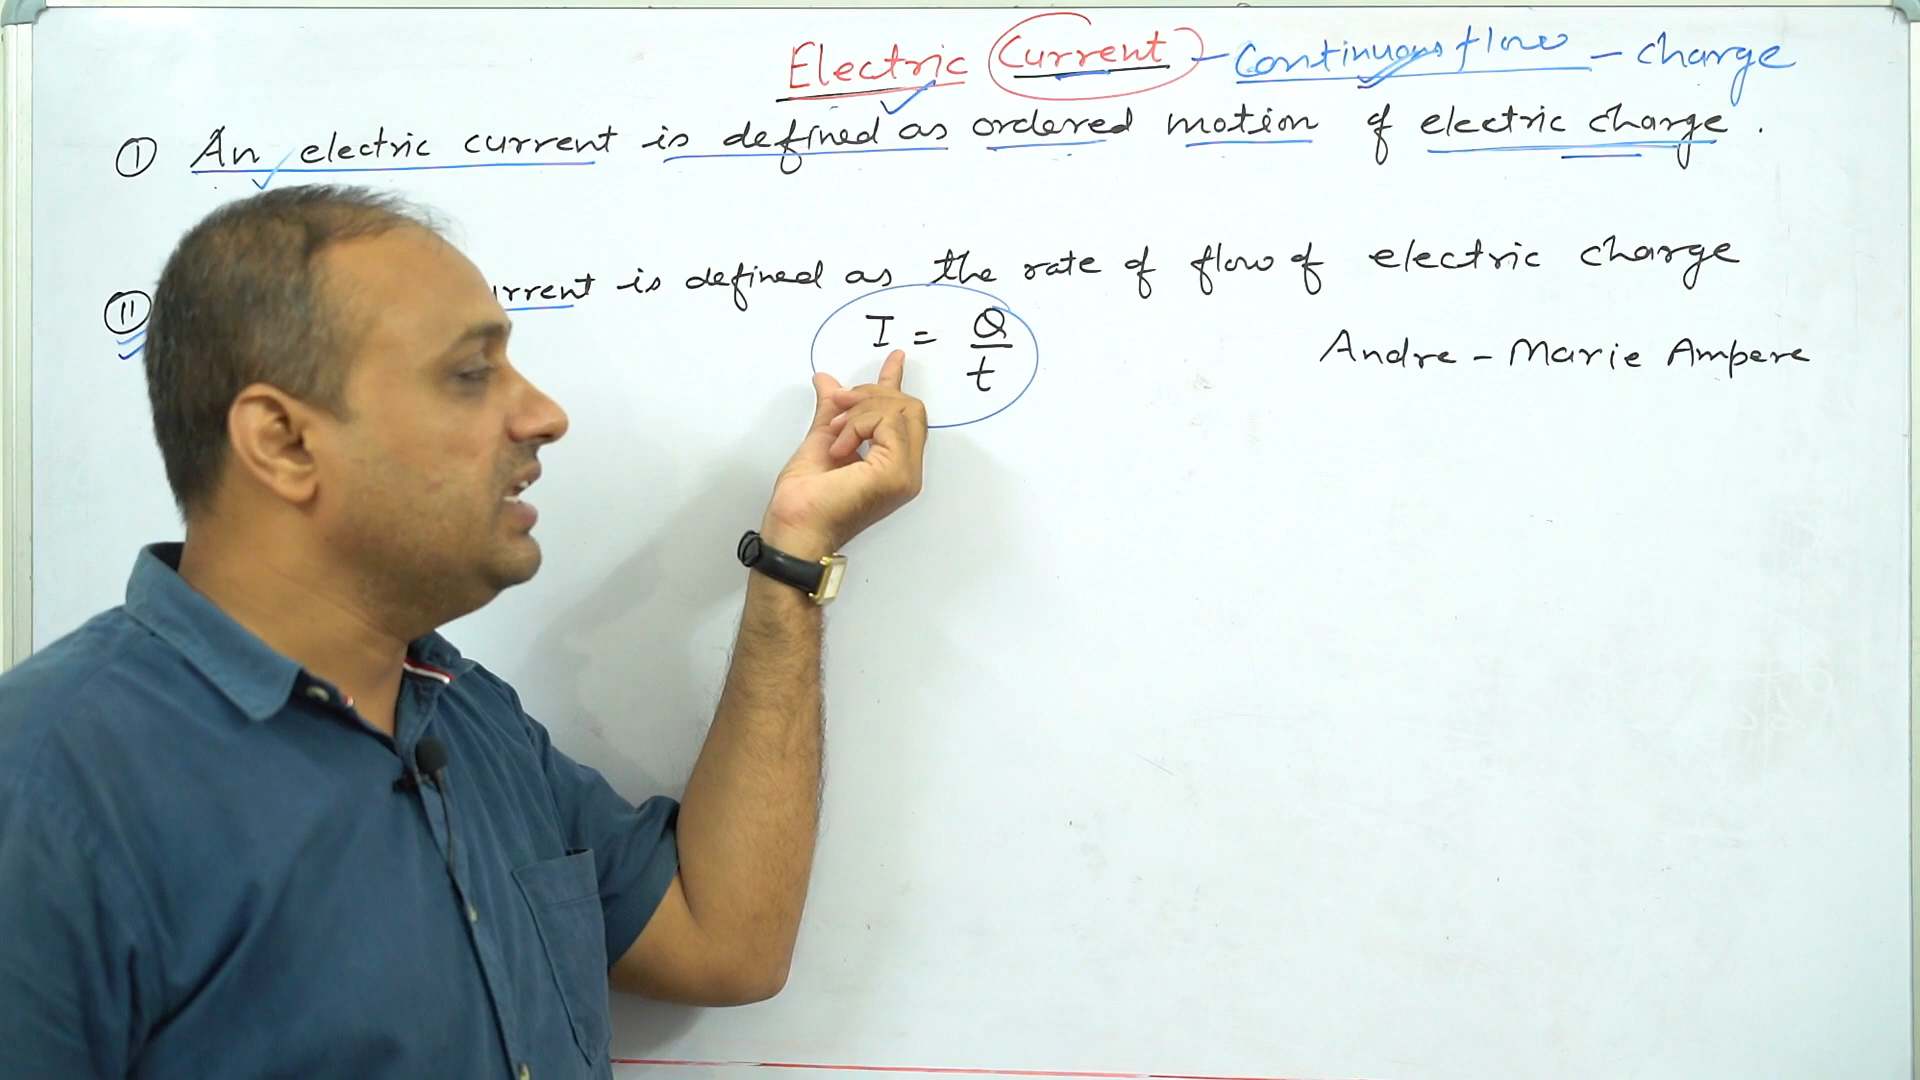 Electric Current - Continuous flow - charge
① An electric current is defined as ordered motion of electric charge.
⑪ rrent is defined as the rate of flow of electric charge
I = Q/t
Andre - Marie Ampere